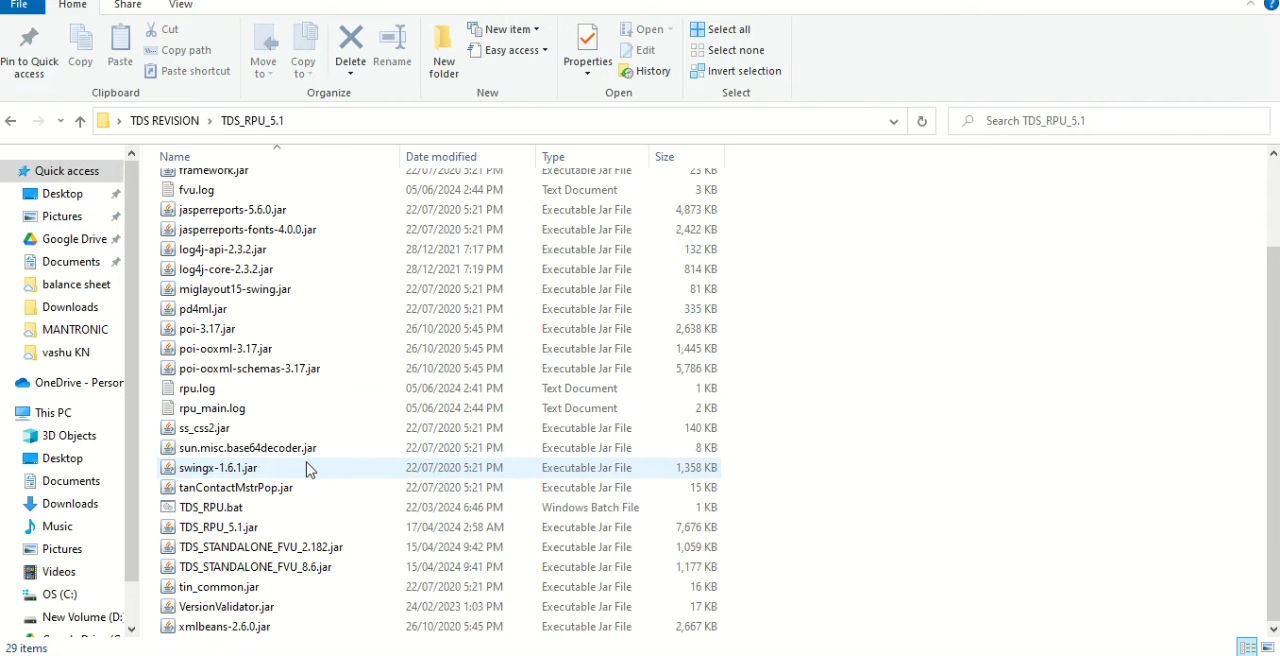 File Home Share View
Pin to Quick access
Copy
Paste
Cut
Copy path
Paste shortcut
Clipboard
Move to
Copy to
Delete
Rename
Organize
New folder
New item
Easy access
New
Properties
Open
Edit
History
Open
Select all
Select none
Invert selection
Select
TDS REVISION TDS_RPU_5.1
Search TDS_RPU_5.1
Quick access
Desktop
Pictures
Google Drive
Documents
balance sheet
Downloads
MANTRONIC
vashu KN
OneDrive - Person
This PC
3D Objects
Desktop
Documents
Downloads
Music
Pictures
Videos
OS (C:)
New Volume (D:
Name Date modified Type Size
framework.jar 22/07/2020 5:21 PM Executable Jar File 23 KB
fvu.log 05/06/2024 2:44 PM Text Document 3 KB
jasperreports-5.6.0.jar 22/07/2020 5:21 PM Executable Jar File 4,873 KB
jasperreports-fonts-4.0.0.jar 22/07/2020 5:21 PM Executable Jar File 2,422 KB
log4j-api-2.3.2.jar 28/12/2021 7:17 PM Executable Jar File 132 KB
log4j-core-2.3.2.jar 28/12/2021 7:19 PM Executable Jar File 814 KB
miglayout15-swing.jar 22/07/2020 5:21 PM Executable Jar File 81 KB
pd4ml.jar 22/07/2020 5:21 PM Executable Jar File 335 KB
poi-3.17.jar 26/10/2020 5:45 PM Executable Jar File 2,638 KB
poi-ooxml-3.17.jar 26/10/2020 5:45 PM Executable Jar File 1,445 KB
poi-ooxml-schemas-3.17.jar 26/10/2020 5:45 PM Executable Jar File 5,786 KB
rpu.log 05/06/2024 2:41 PM Text Document 1 KB
rpu_main.log 05/06/2024 2:44 PM Text Document 2 KB
ss_css2.jar 22/07/2020 5:21 PM Executable Jar File 140 KB
sun.misc.base64decoder.jar 22/07/2020 5:21 PM Executable Jar File 8 KB
swingx-1.6.1.jar 22/07/2020 5:21 PM Executable Jar File 1,358 KB
tanContactMstrPop.jar 22/07/2020 5:21 PM Executable Jar File 15 KB
TDS_RPU.bat 22/03/2024 6:46 PM Windows Batch File 1 KB
TDS_RPU_5.1.jar 17/04/2024 2:58 AM Executable Jar File 7,676 KB
TDS_STANDALONE_FVU_2.182.jar 15/04/2024 9:42 PM Executable Jar File 1,059 KB
TDS_STANDALONE_FVU_8.6.jar 15/04/2024 9:41 PM Executable Jar File 1,177 KB
tin_common.jar 22/07/2020 5:21 PM Executable Jar File 16 KB
VersionValidator.jar 24/02/2023 1:03 PM Executable Jar File 17 KB
xmlbeans-2.6.0.jar 26/10/2020 5:45 PM Executable Jar File 2,667 KB
29 items